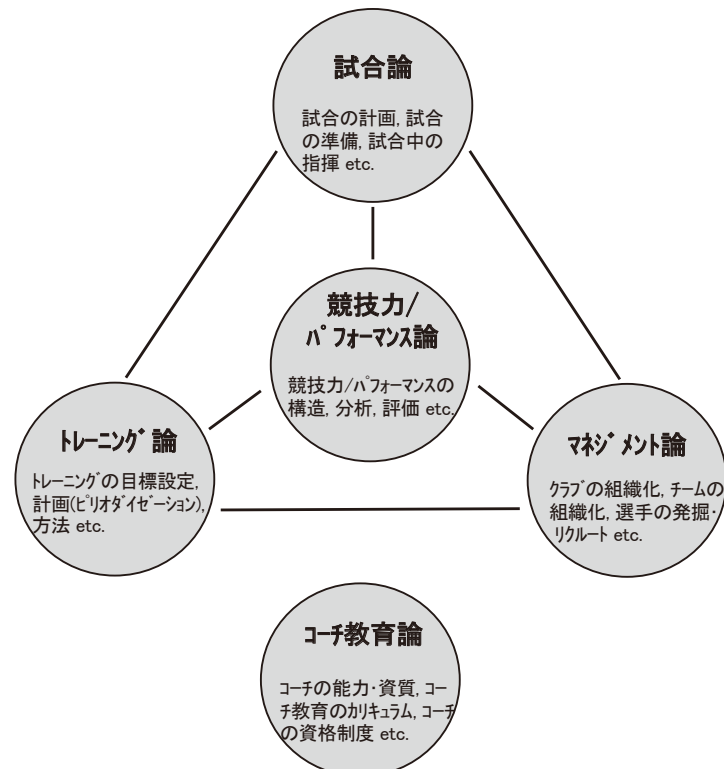 試合論
試合の計画, 試合
の準備, 試合中の
指揮 etc.
競技力/
パフォーマンス論
競技力/パフォーマンスの
構造, 分析, 評価 etc.
トレーニング論
トレーニングの目標設定,
計画(ピリオダイゼーション),
方法 etc.
マネジメント論
クラブの組織化, チームの
組織化, 選手の発掘・
リクルート etc.
コーチ教育論
コーチの能力・資質, コー
チ教育のカリキュラム, コーチ
の資格制度 etc.